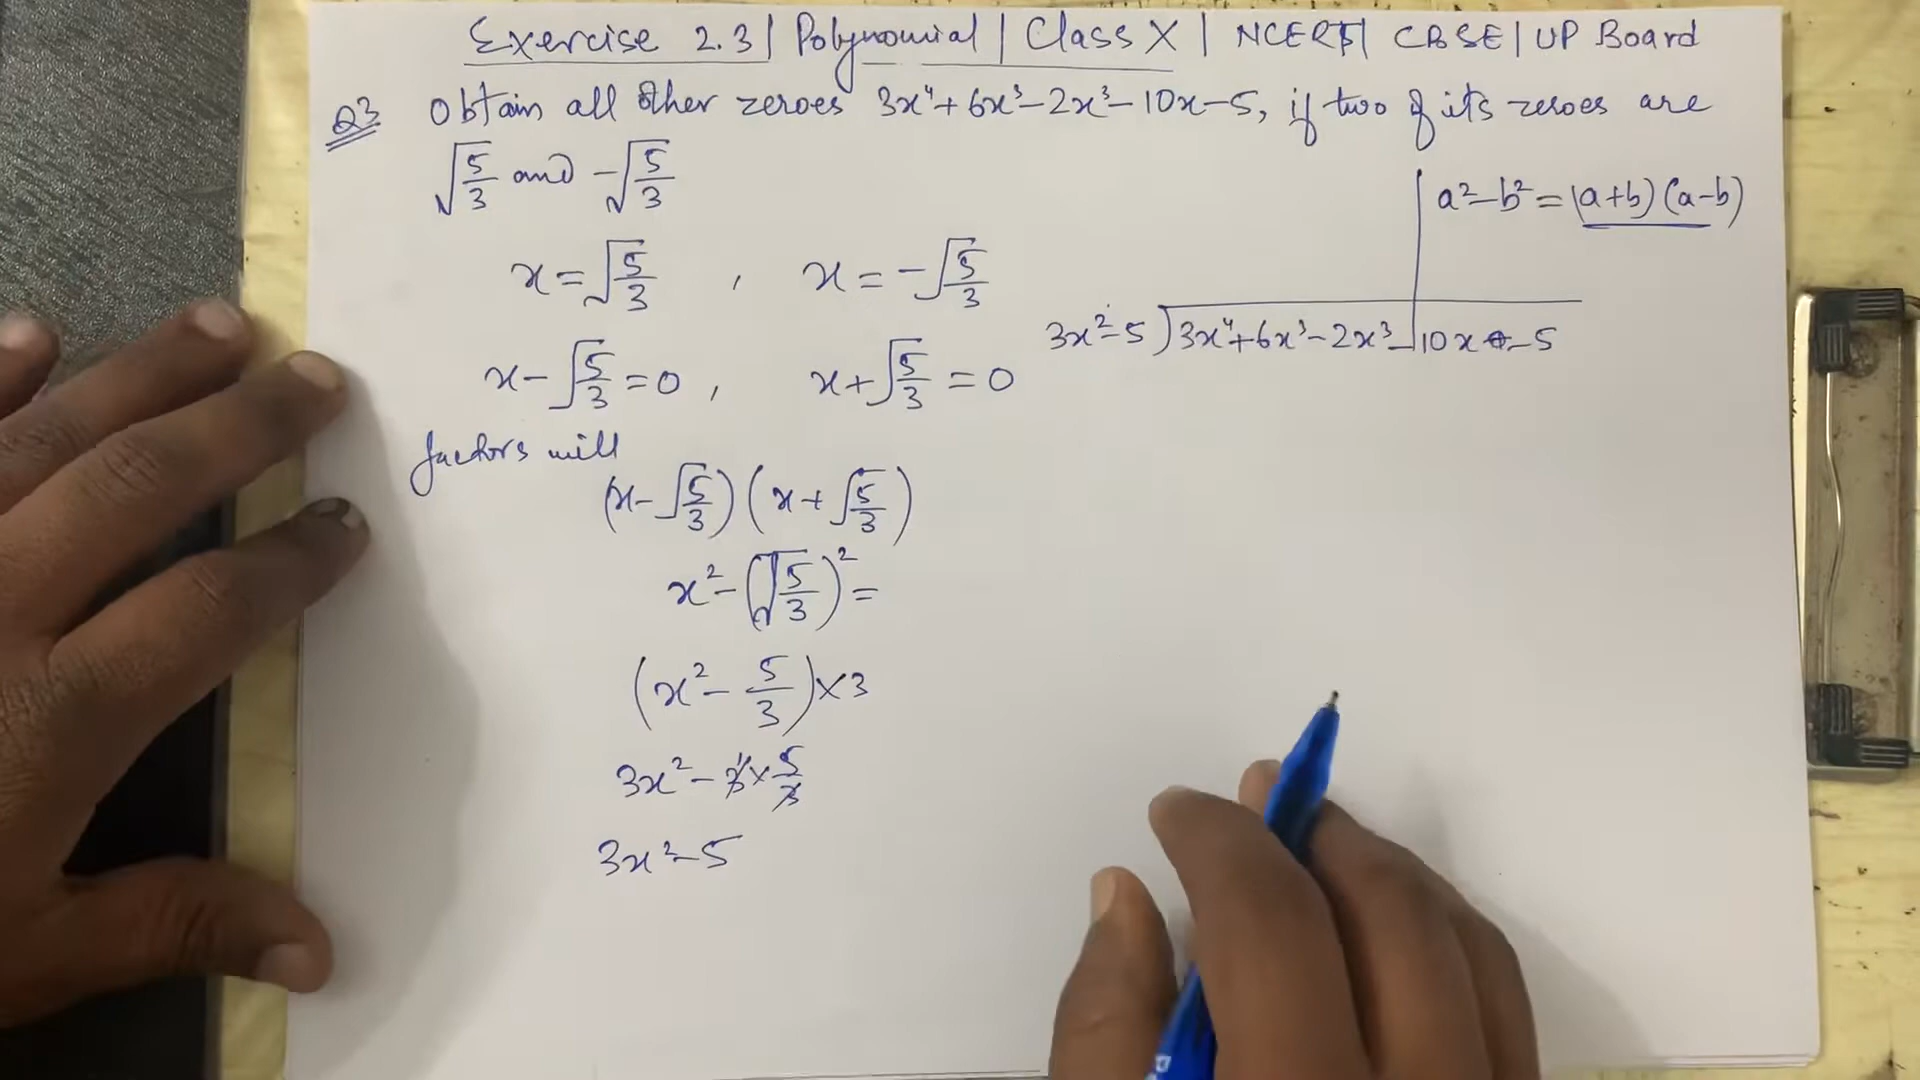 Exercise 2.3 | Polynomial | Class X | NCERT | CBSE | UP Board
Q3 Obtain all other zeroes 3x⁴+6x³-2x³-10x-5, if two of its zeroes are
√5/3 and -√5/3
a²-b²=(a+b)(a-b)
x=√5/3 , x=-√5/3
3x²-5)3x⁴+6x³-2x³-10x-5
x-√5/3=0, x+√5/3=0
factors will
(x-√5/3)(x+√5/3)
x²-(√5/3)²=
(x²-5/3)×3
3x²-3×5/3
3x²-5